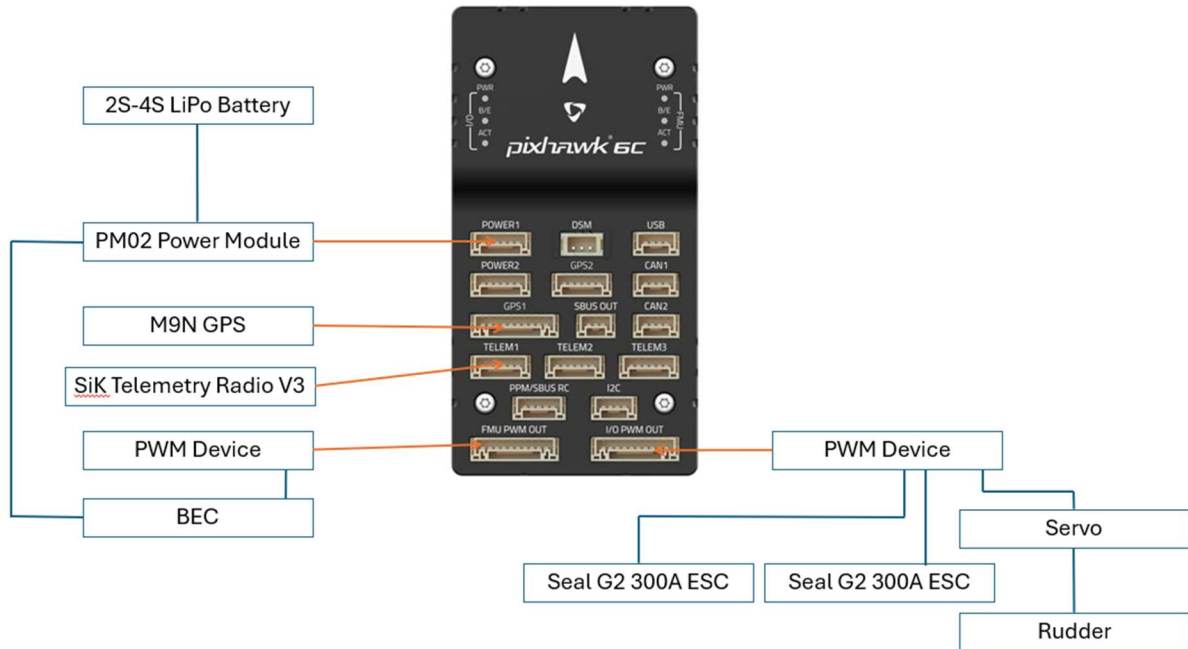 2S-4S LiPo Battery
PM02 Power Module
M9N GPS
SiK Telemetry Radio V3
PWM Device
BEC
PWR
B/E
ACT
I/O
PWR
B/E
ACT
FMU
pixhawk® 6C
POWER1
DSM
USB
POWER2
GPS2
CAN1
GPS1
SBUS OUT
CAN2
TELEM1
TELEM2
TELEM3
PPM/SBUS RC
I2C
FMU PWM OUT
I/O PWM OUT
PWM Device
Servo
Seal G2 300A ESC
Seal G2 300A ESC
Rudder